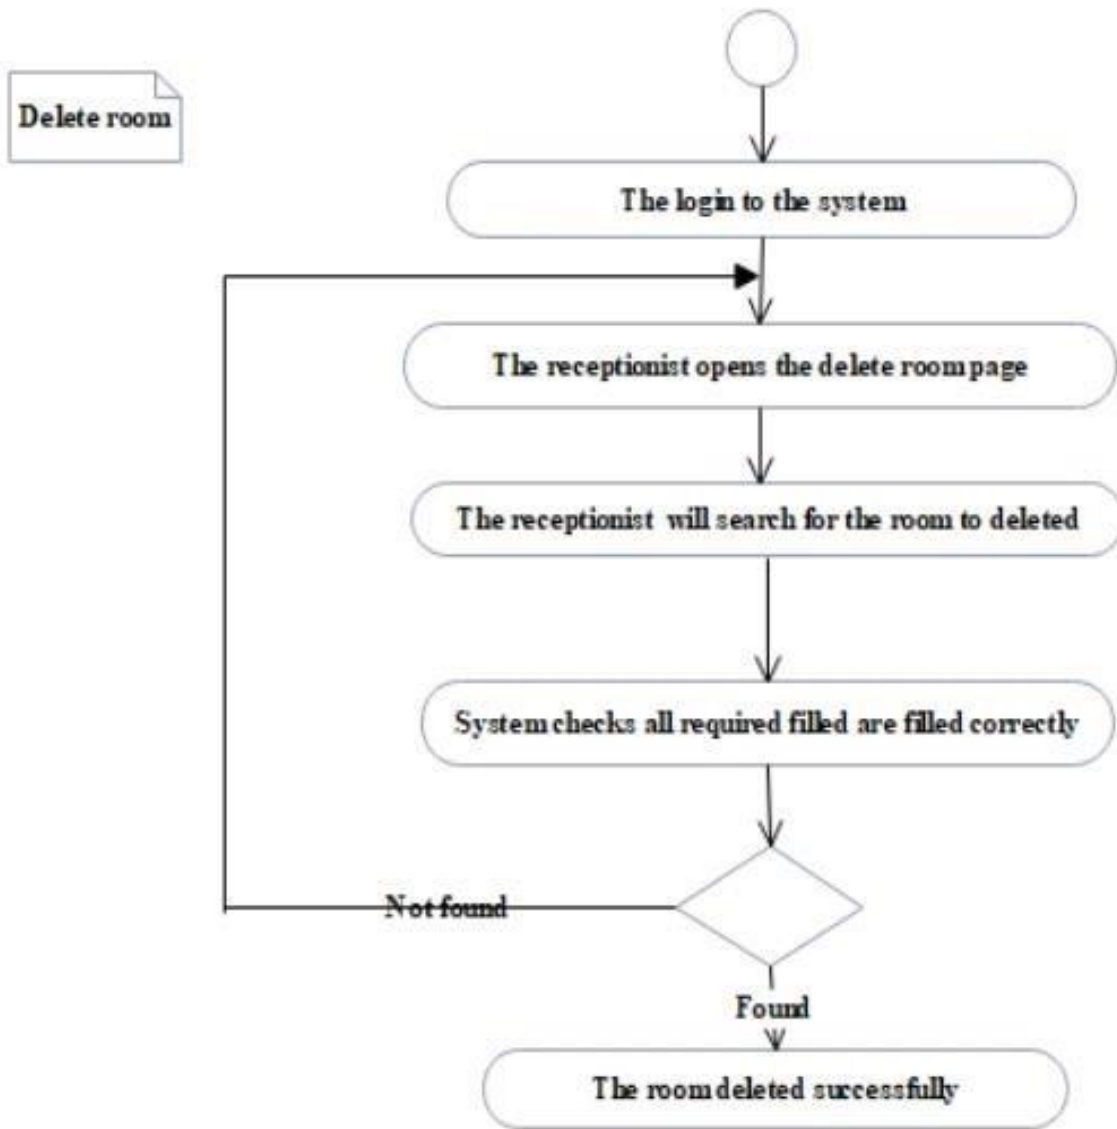 Delete room
The login to the system
The receptionist opens the delete room page
The receptionist will search for the room to deleted
System checks all required filled are filled correctly
Not found
Found
The room deleted successfully